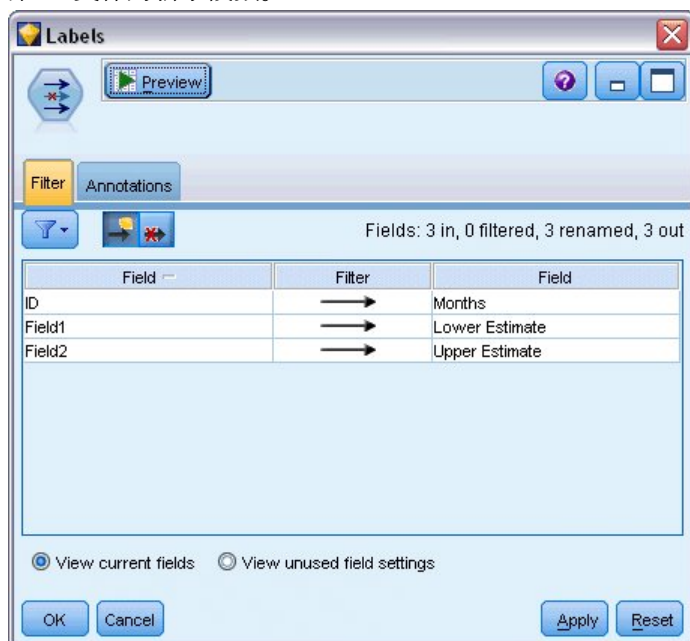 Labels
Preview
Filter Annotations
Fields: 3 in, 0 filtered, 3 renamed, 3 out
Field Filter Field
ID Months
Field1 Lower Estimate
Field2 Upper Estimate
View current fields View unused field settings
OK Cancel Apply Reset